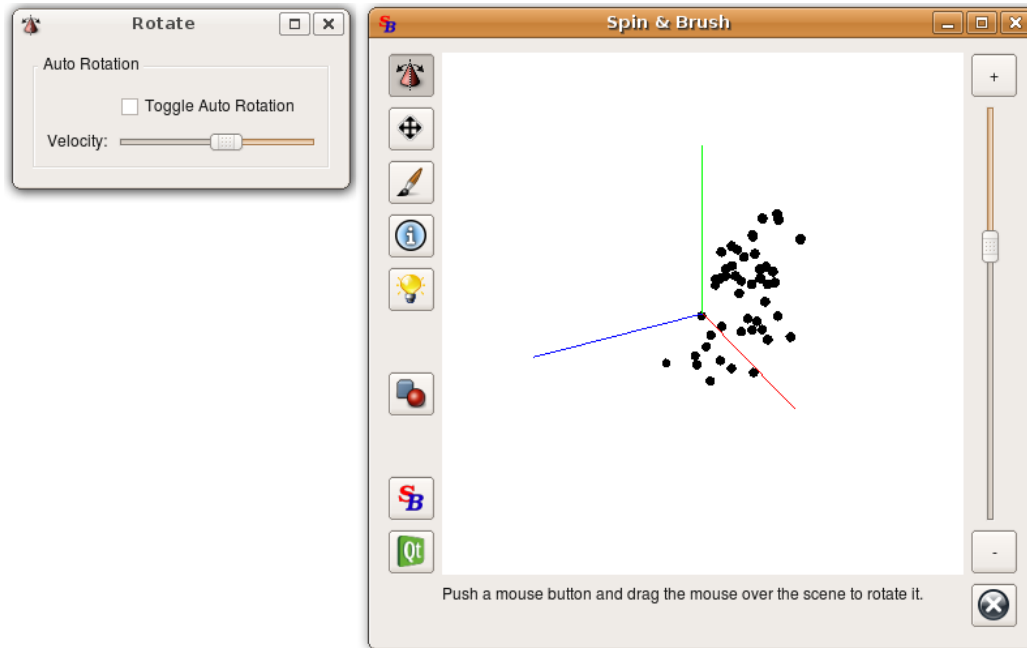 Rotate
Auto Rotation
Toggle Auto Rotation
Velocity:
SB
Spin & Brush
+
SB
Qt
-
Push a mouse button and drag the mouse over the scene to rotate it.